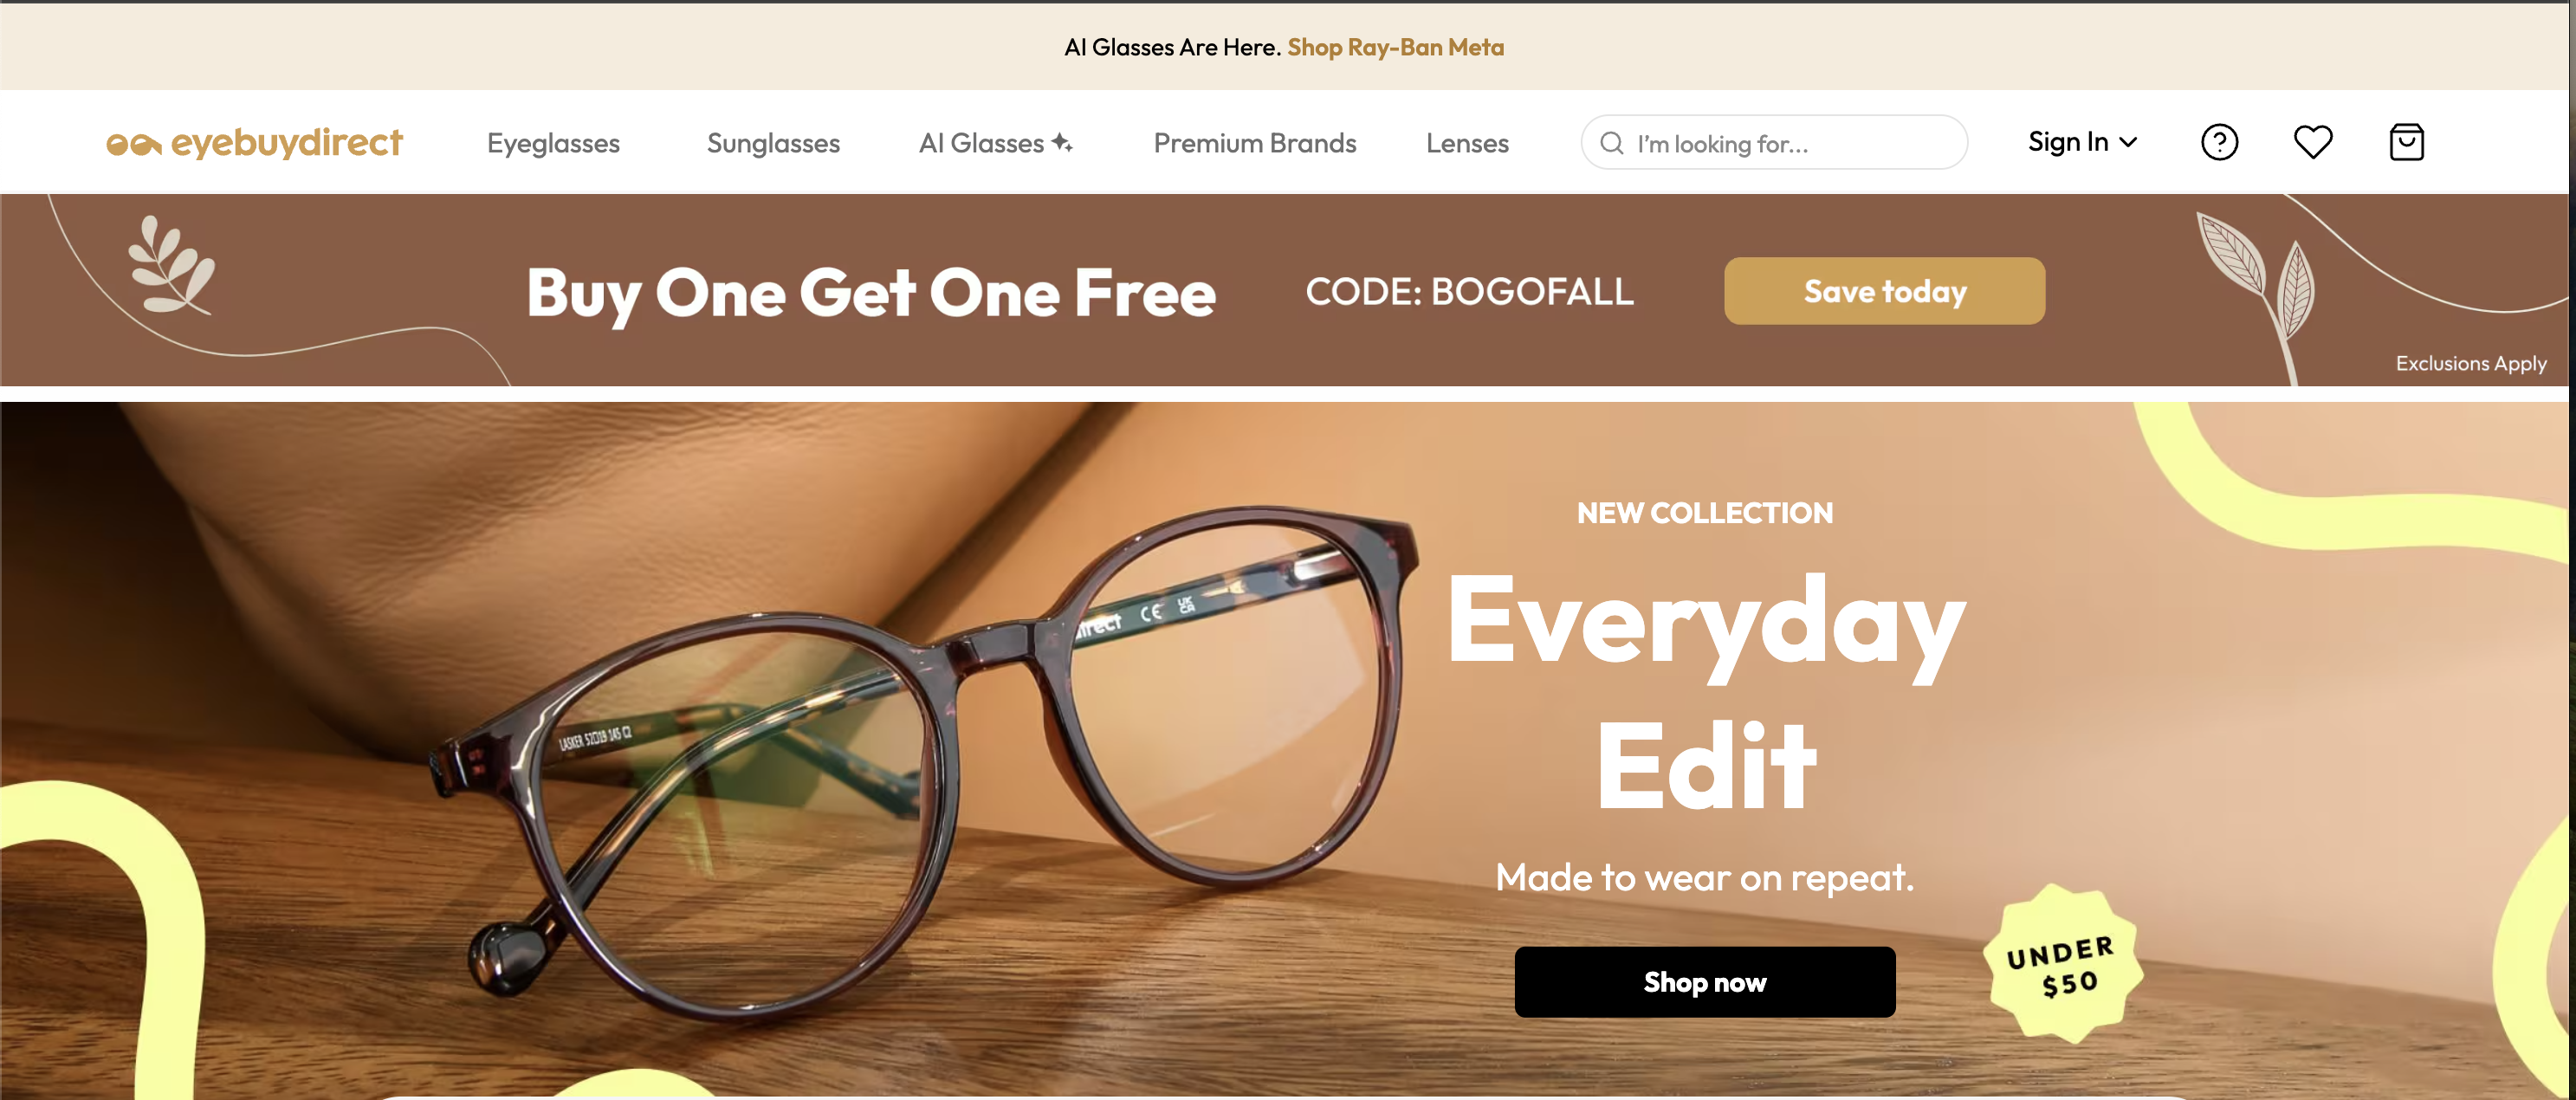 AI Glasses Are Here. Shop Ray-Ban Meta
eyebuydirect
Eyeglasses
Sunglasses
AI Glasses
Premium Brands
Lenses
I'm looking for...
Sign In
Buy One Get One Free
CODE: BOGOFALL
Save today
Exclusions Apply
NEW COLLECTION
Everyday
Edit
Made to wear on repeat.
Shop now
UNDER
$50
direct CE UK CA
LASKER 52□19 145 C2